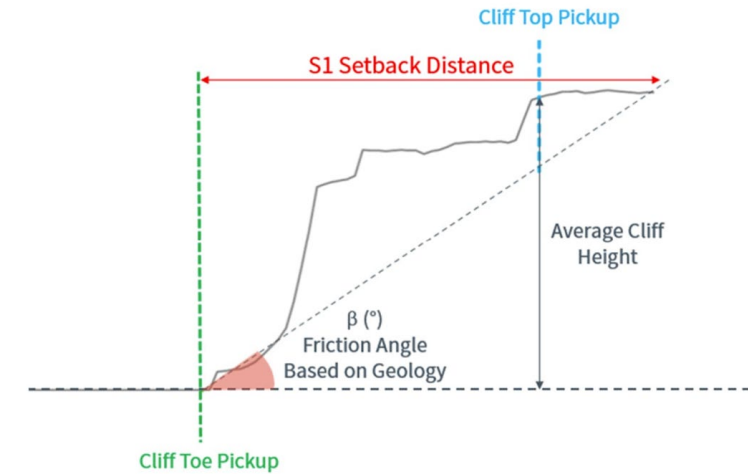 Cliff Top Pickup
S1 Setback Distance
Average Cliff
Height
β (°)
Friction Angle
Based on Geology
Cliff Toe Pickup